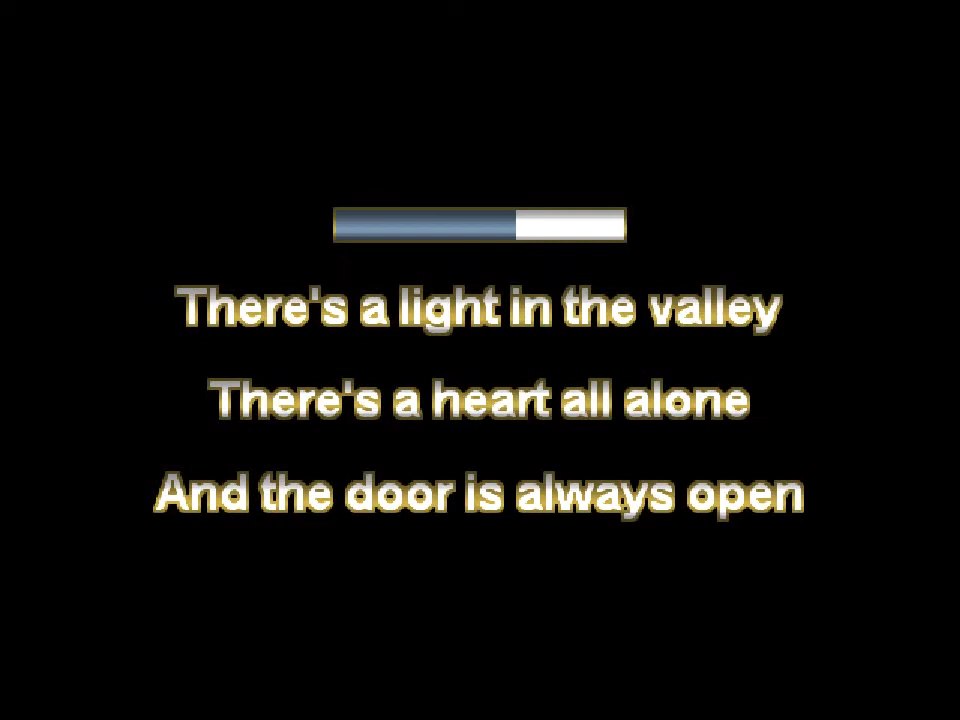 There's a light in the valley
There's a heart all alone
And the door is always open